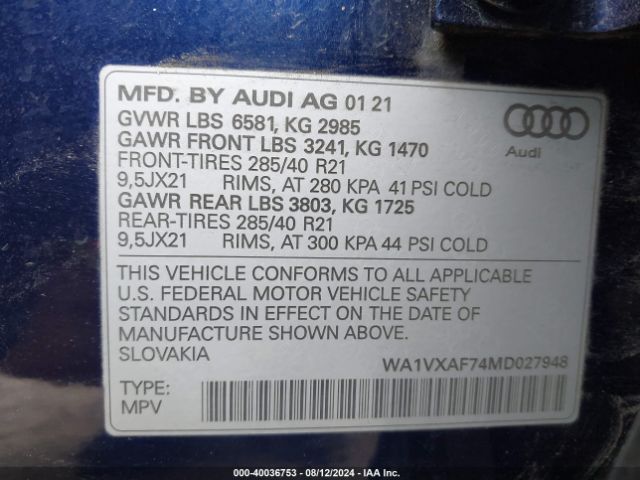 MFD. BY AUDI AG 01 21
GVWR LBS 6581, KG 2985
GAWR FRONT LBS 3241, KG 1470
FRONT-TIRES 285/40 R21
9,5JX21 RIMS, AT 280 KPA 41 PSI COLD
GAWR REAR LBS 3803, KG 1725
REAR-TIRES 285/40 R21
9,5JX21 RIMS, AT 300 KPA 44 PSI COLD
Audi
THIS VEHICLE CONFORMS TO ALL APPLICABLE
U.S. FEDERAL MOTOR VEHICLE SAFETY
STANDARDS IN EFFECT ON THE DATE OF
MANUFACTURE SHOWN ABOVE.
SLOVAKIA
WA1VXAF74MD027948
TYPE:
MPV
000-40036753 - 08/12/2024 - IAA Inc.